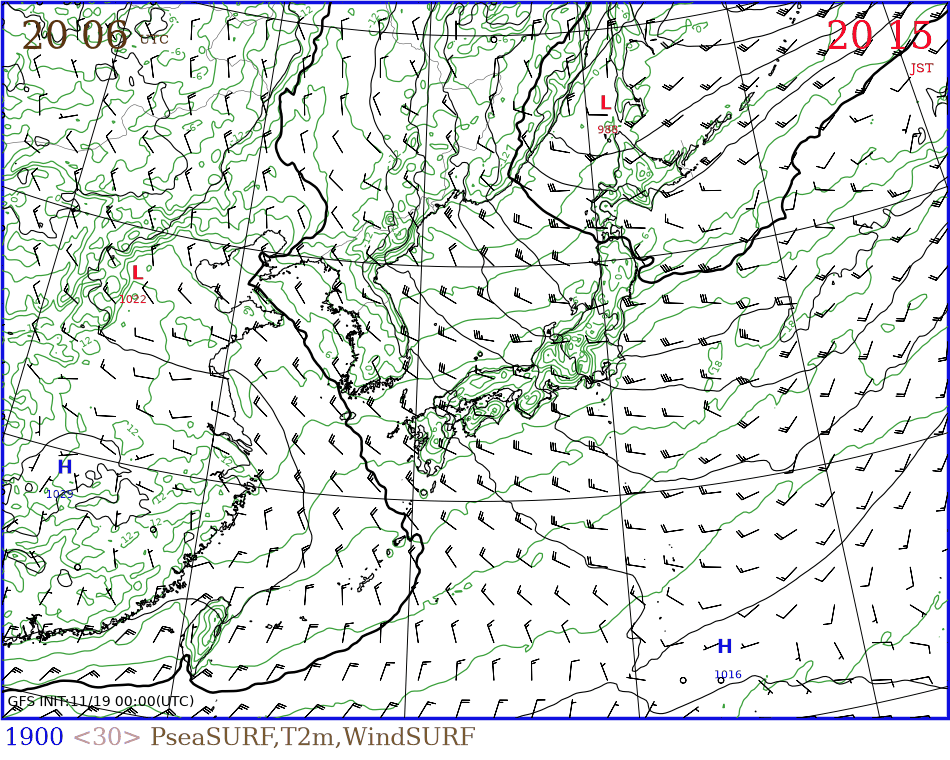 20 06 UTC
20 15
JST
L
988
L
1022
H
1029
H
1016
GFS INIT:11/19 00:00(UTC)
1900 <30> PseaSURF,T2m,WindSURF